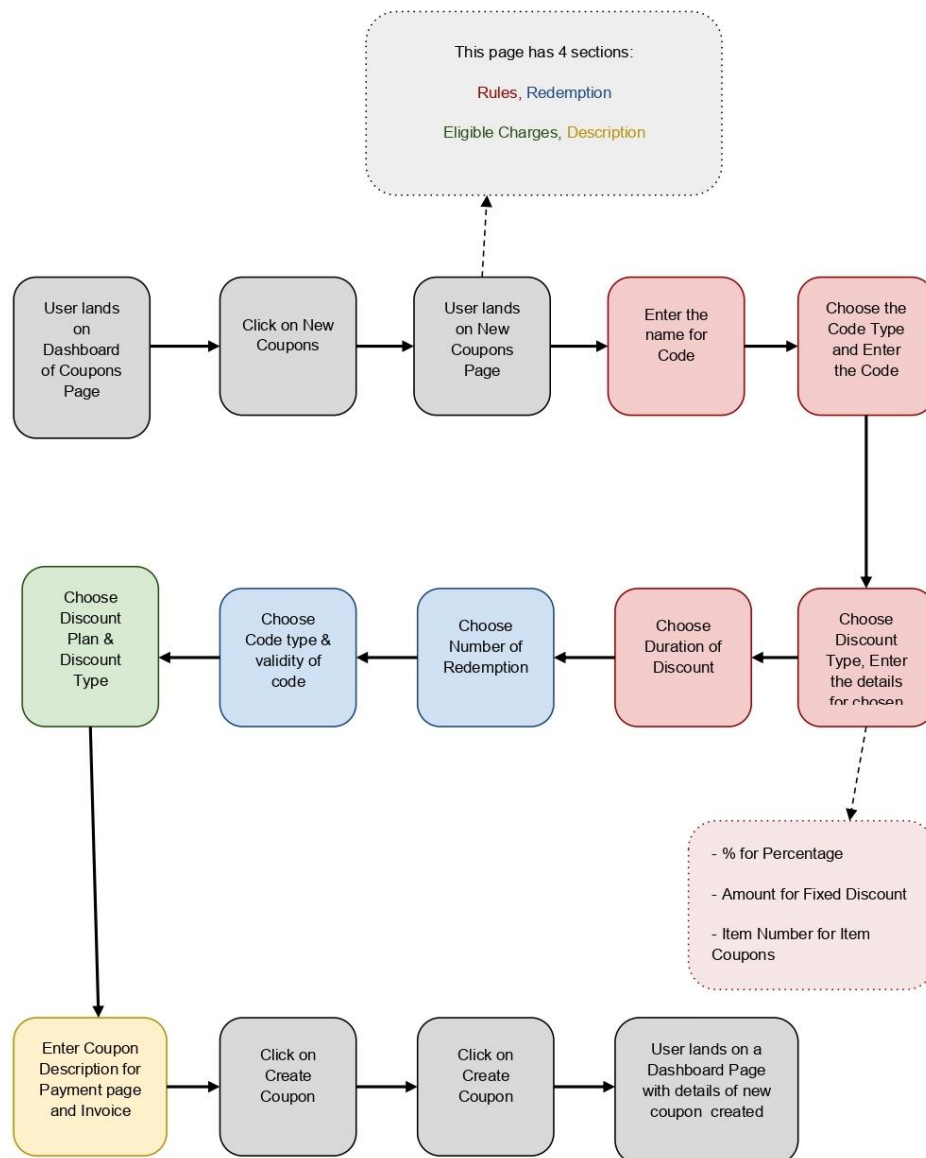 This page has 4 sections:
Rules, Redemption
Eligible Charges, Description
User lands
on
Dashboard
of Coupons
Page
Click on New
Coupons
User lands
on New
Coupons
Page
Enter the
name for
Code
Choose the
Code Type
and Enter
the Code
Choose
Discount
Plan &
Discount
Type
Choose
Code type &
validity of
code
Choose
Number of
Redemption
Choose
Duration of
Discount
Choose
Discount
Type, Enter
the details
for chosen
- % for Percentage
- Amount for Fixed Discount
- Item Number for Item
Coupons
Enter Coupon
Description for
Payment page
and Invoice
Click on
Create
Coupon
Click on
Create
Coupon
User lands on a
Dashboard Page
with details of new
coupon created